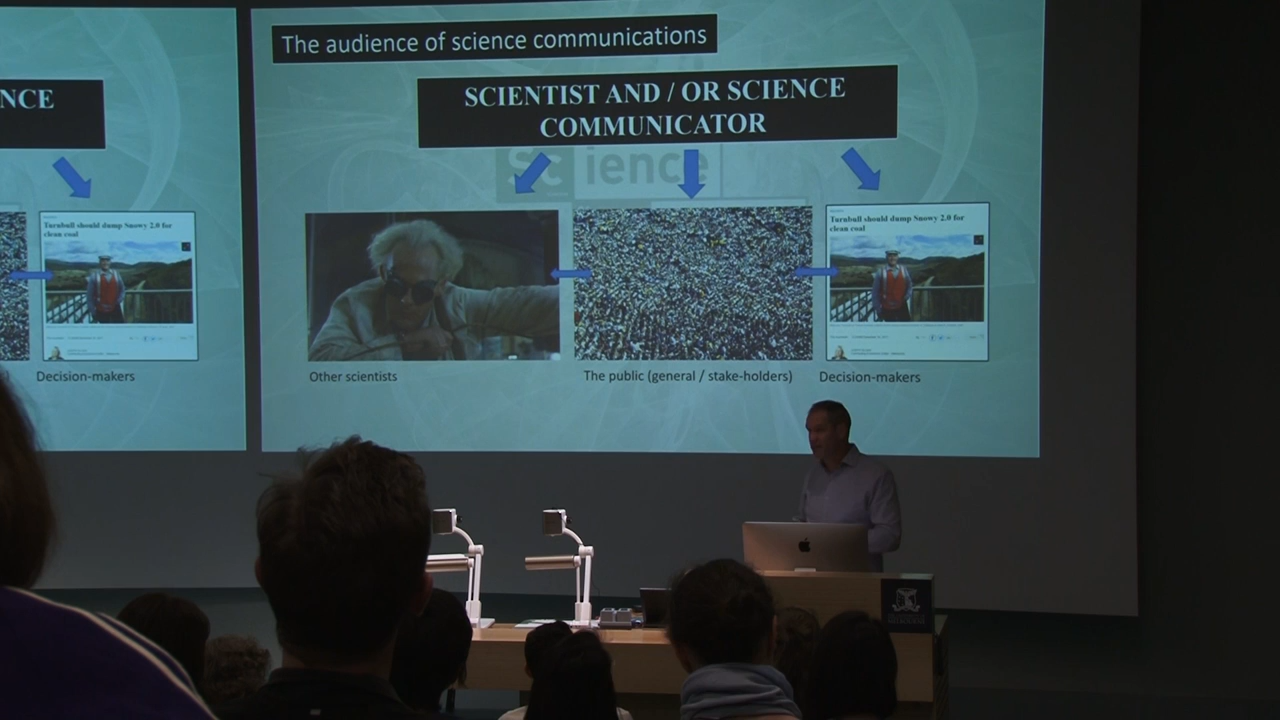 The audience of science communications
NCE
SCIENTIST AND / OR SCIENCE
COMMUNICATOR
Science
Turnbull should dump Snowy 2.0 for
clean coal
Turnbull should dump Snowy 2.0 for
clean coal
Decision-makers
Other scientists
The public (general / stake-holders)
Decision-makers
MELBOURNE